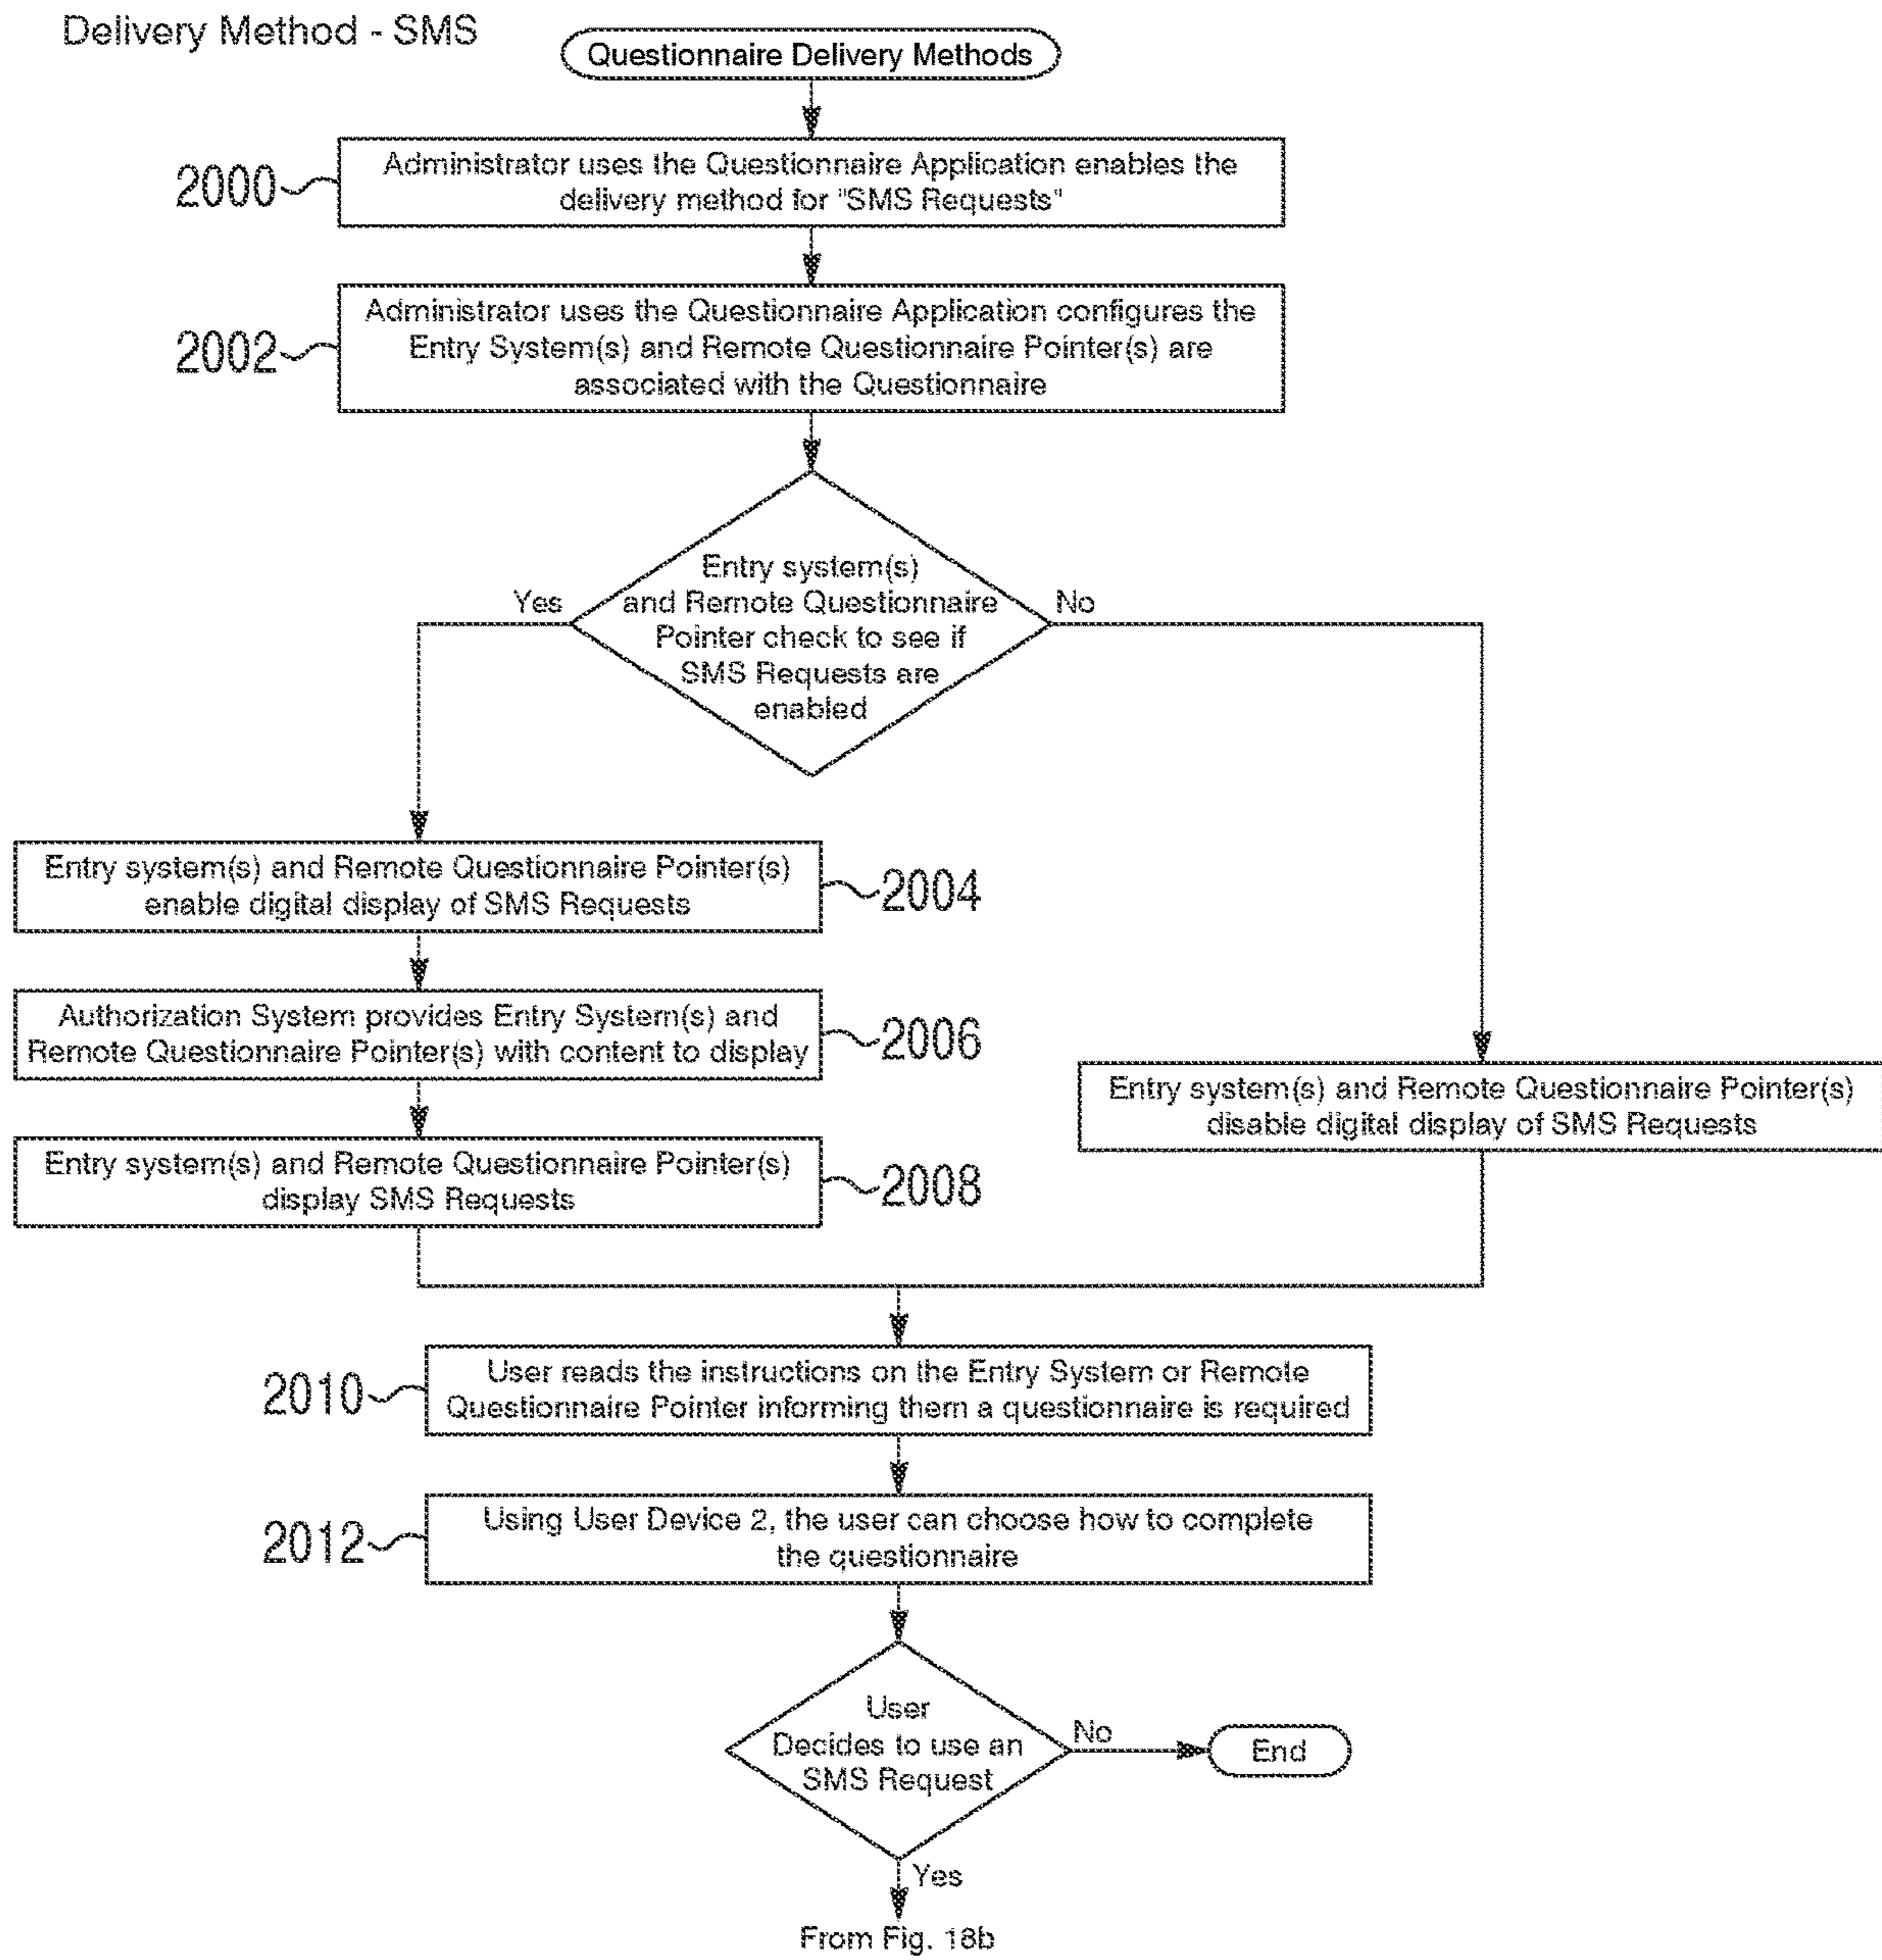 Delivery Method - SMS
Questionnaire Delivery Methods
2000
Administrator uses the Questionnaire Application enables the
delivery method for "SMS Requests"
2002
Administrator uses the Questionnaire Application configures the
Entry System(s) and Remote Questionnaire Pointer(s) are
associated with the Questionnaire
Entry system(s)
and Remote Questionnaire
Pointer check to see if
SMS Requests are
enabled
Yes
No
Entry system(s) and Remote Questionnaire Pointer(s)
enable digital display of SMS Requests
2004
Authorization System provides Entry System(s) and
Remote Questionnaire Pointer(s) with content to display
2006
Entry system(s) and Remote Questionnaire Pointer(s)
disable digital display of SMS Requests
Entry system(s) and Remote Questionnaire Pointer(s)
display SMS Requests
2008
2010
User reads the instructions on the Entry System or Remote
Questionnaire Pointer informing them a questionnaire is required
2012
Using User Device 2, the user can choose how to complete
the questionnaire
User
Decides to use an
SMS Request
No
End
Yes
From Fig. 18b